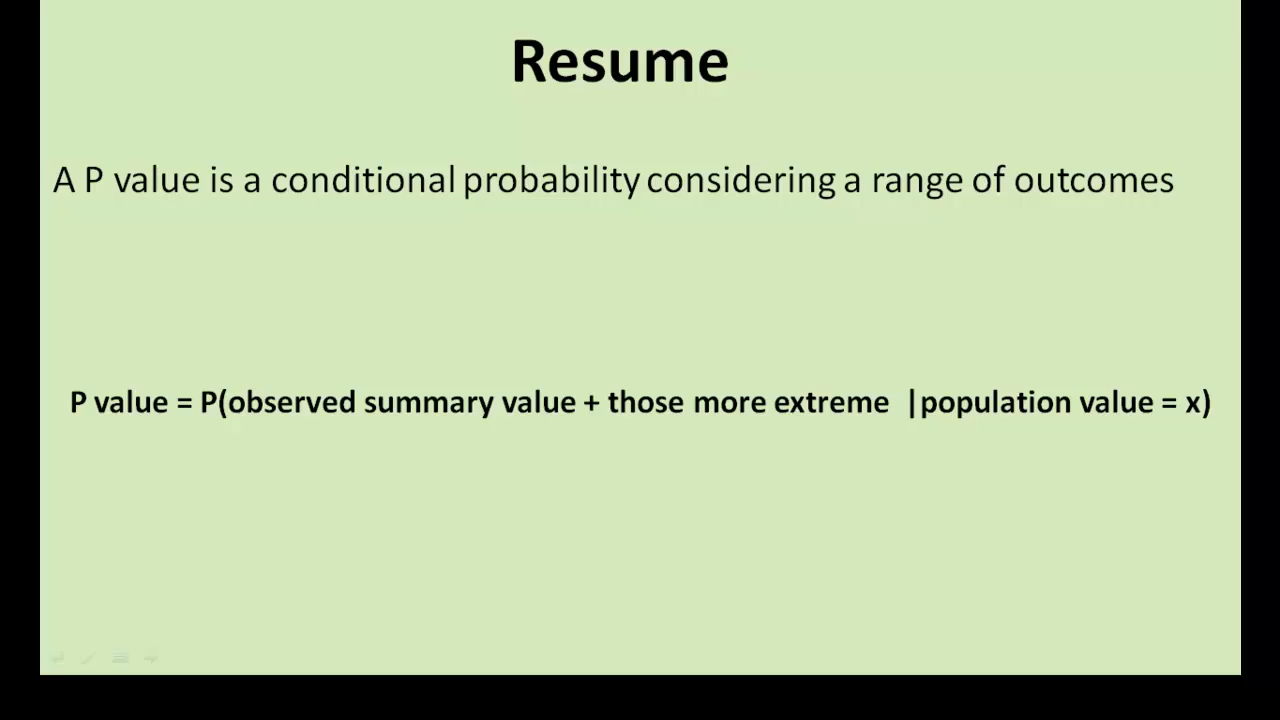 Resume
A P value is a conditional probability considering a range of outcomes
P value = P(observed summary value + those more extreme |population value = x)